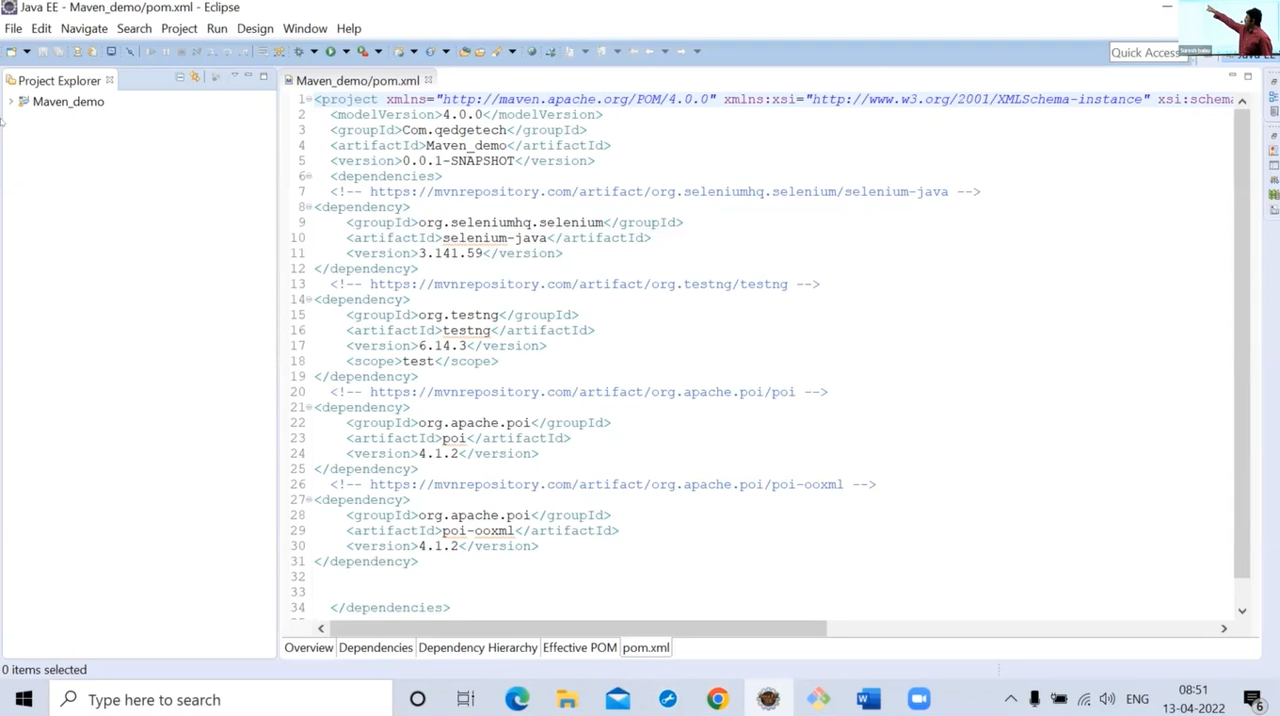 Java EE - Maven_demo/pom.xml - Eclipse
File Edit Navigate Search Project Run Design Window Help
Quick Access
Project Explorer
Maven_demo
Maven_demo/pom.xml
1 <project xmlns="http://maven.apache.org/POM/4.0.0" xmlns:xsi="http://www.w3.org/2001/XMLSchema-instance" xsi:schema
2 <modelVersion>4.0.0</modelVersion>
3 <groupId>Com.qedgetech</groupId>
4 <artifactId>Maven_demo</artifactId>
5 <version>0.0.1-SNAPSHOT</version>
6 <dependencies>
7 <!-- https://mvnrepository.com/artifact/org.seleniumhq.selenium/selenium-java -->
8 <dependency>
9 <groupId>org.seleniumhq.selenium</groupId>
10 <artifactId>selenium-java</artifactId>
11 <version>3.141.59</version>
12 </dependency>
13 <!-- https://mvnrepository.com/artifact/org.testng/testng -->
14 <dependency>
15 <groupId>org.testng</groupId>
16 <artifactId>testng</artifactId>
17 <version>6.14.3</version>
18 <scope>test</scope>
19 </dependency>
20 <!-- https://mvnrepository.com/artifact/org.apache.poi/poi -->
21 <dependency>
22 <groupId>org.apache.poi</groupId>
23 <artifactId>poi</artifactId>
24 <version>4.1.2</version>
25 </dependency>
26 <!-- https://mvnrepository.com/artifact/org.apache.poi/poi-ooxml -->
27 <dependency>
28 <groupId>org.apache.poi</groupId>
29 <artifactId>poi-ooxml</artifactId>
30 <version>4.1.2</version>
31 </dependency>
32
33
34 </dependencies>
Overview Dependencies Dependency Hierarchy Effective POM pom.xml
0 items selected
Type here to search
ENG
08:51
13-04-2022
6